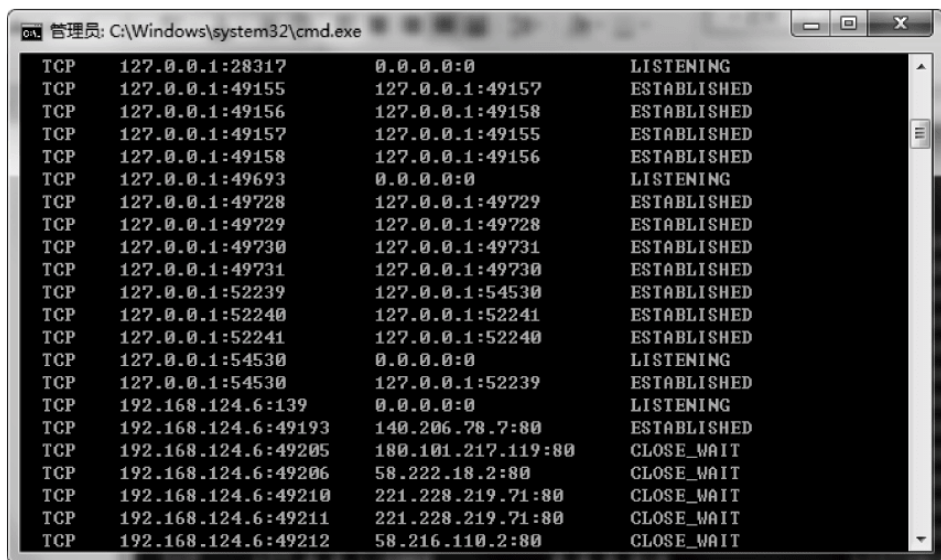 管理员: C:\Windows\system32\cmd.exe
TCP 127.0.0.1:28317 0.0.0.0:0 LISTENING
TCP 127.0.0.1:49155 127.0.0.1:49157 ESTABLISHED
TCP 127.0.0.1:49156 127.0.0.1:49158 ESTABLISHED
TCP 127.0.0.1:49157 127.0.0.1:49155 ESTABLISHED
TCP 127.0.0.1:49158 127.0.0.1:49156 ESTABLISHED
TCP 127.0.0.1:49693 0.0.0.0:0 LISTENING
TCP 127.0.0.1:49728 127.0.0.1:49729 ESTABLISHED
TCP 127.0.0.1:49729 127.0.0.1:49728 ESTABLISHED
TCP 127.0.0.1:49730 127.0.0.1:49731 ESTABLISHED
TCP 127.0.0.1:49731 127.0.0.1:49730 ESTABLISHED
TCP 127.0.0.1:52239 127.0.0.1:54530 ESTABLISHED
TCP 127.0.0.1:52240 127.0.0.1:52241 ESTABLISHED
TCP 127.0.0.1:52241 127.0.0.1:52240 ESTABLISHED
TCP 127.0.0.1:54530 0.0.0.0:0 LISTENING
TCP 127.0.0.1:54530 127.0.0.1:52239 ESTABLISHED
TCP 192.168.124.6:139 0.0.0.0:0 LISTENING
TCP 192.168.124.6:49193 140.206.78.7:80 ESTABLISHED
TCP 192.168.124.6:49205 180.101.217.119:80 CLOSE_WAIT
TCP 192.168.124.6:49206 58.222.18.2:80 CLOSE_WAIT
TCP 192.168.124.6:49210 221.228.219.71:80 CLOSE_WAIT
TCP 192.168.124.6:49211 221.228.219.71:80 CLOSE_WAIT
TCP 192.168.124.6:49212 58.216.110.2:80 CLOSE_WAIT